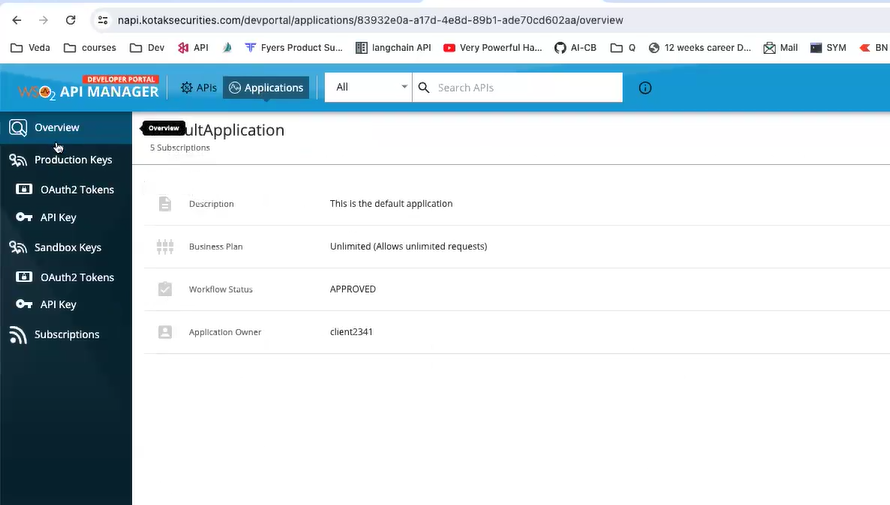 napi.kotaksecurities.com/devportal/applications/83932e0a-a17d-4e8d-89b1-ade70cd602aa/overview
Veda courses Dev API Fyers Product Su... langchain API Very Powerful Ha... AI-CB Q 12 weeks career D... Mail SYM BN
DEVELOPER PORTAL
WSO2 API MANAGER APIs Applications All Search APIs
Overview
Production Keys
OAuth2 Tokens
API Key
Sandbox Keys
OAuth2 Tokens
API Key
Subscriptions
Overview
ultApplication
5 Subscriptions
Description This is the default application
Business Plan Unlimited (Allows unlimited requests)
Workflow Status APPROVED
Application Owner client2341